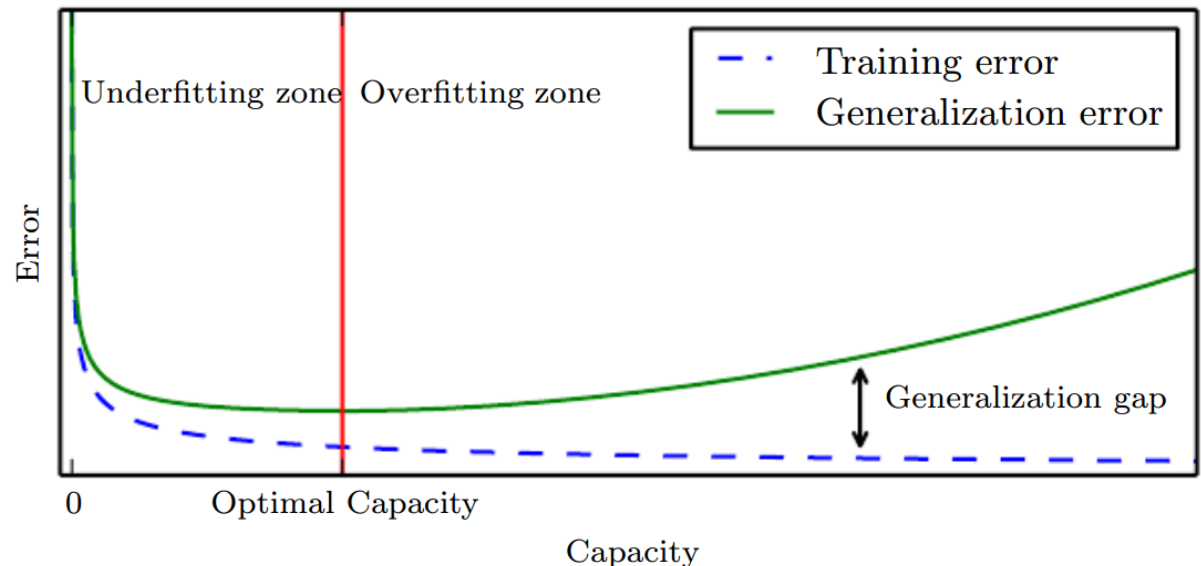 Training error
Generalization error
Underfitting zone
Overfitting zone
Error
Generalization gap
0
Optimal Capacity
Capacity